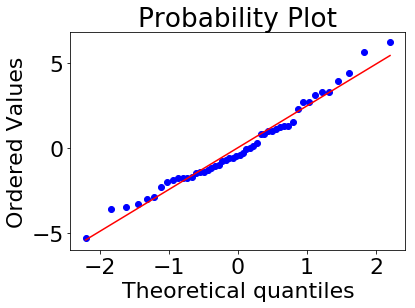 Probability Plot
Ordered Values
5
0
−5
−2
−1
0
1
2
Theoretical quantiles